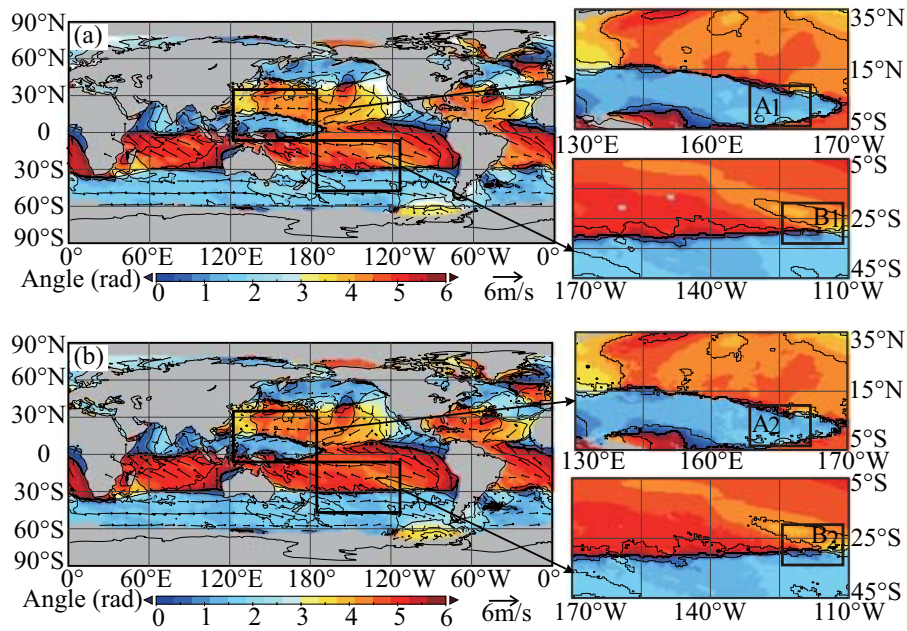 90°N
(a)
60°N
30°N
0
30°S
60°S
90°S
0° 60°E 120°E 180° 120°W 60°W 0°
Angle (rad) 0 1 2 3 4 5 6 6m/s
35°N
15°N
A1
5°S
130°E 160°E 170°W
5°S
B1
25°S
45°S
170°W 140°W 110°W
90°N
(b)
60°N
30°N
0
30°S
60°S
90°S
0° 60°E 120°E 180° 120°W 60°W 0°
Angle (rad) 0 1 2 3 4 5 6 6m/s
35°N
15°N
A2
5°S
130°E 160°E 170°W
5°S
B2
25°S
45°S
170°W 140°W 110°W